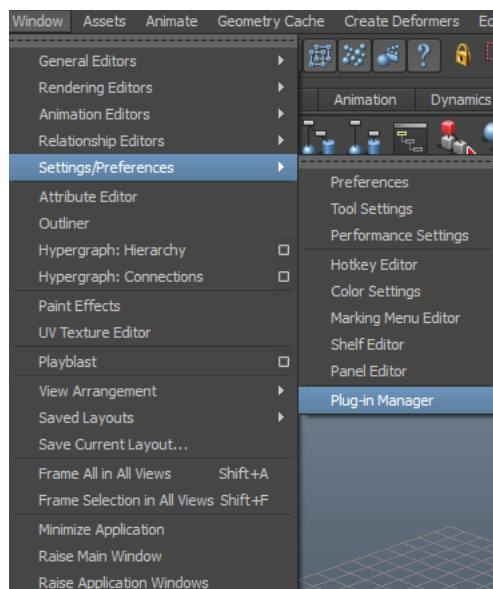 Window Assets Animate Geometry Cache Create Deformers
General Editors
Rendering Editors
Animation Editors
Relationship Editors
Settings/Preferences
Attribute Editor
Outliner
Hypergraph: Hierarchy
Hypergraph: Connections
Paint Effects
UV Texture Editor
Playblast
View Arrangement
Saved Layouts
Save Current Layout...
Frame All in All Views Shift+A
Frame Selection in All Views Shift+F
Minimize Application
Raise Main Window
Raise Application Windows
Animation Dynamics
Preferences
Tool Settings
Performance Settings
Hotkey Editor
Color Settings
Marking Menu Editor
Shelf Editor
Panel Editor
Plug-in Manager